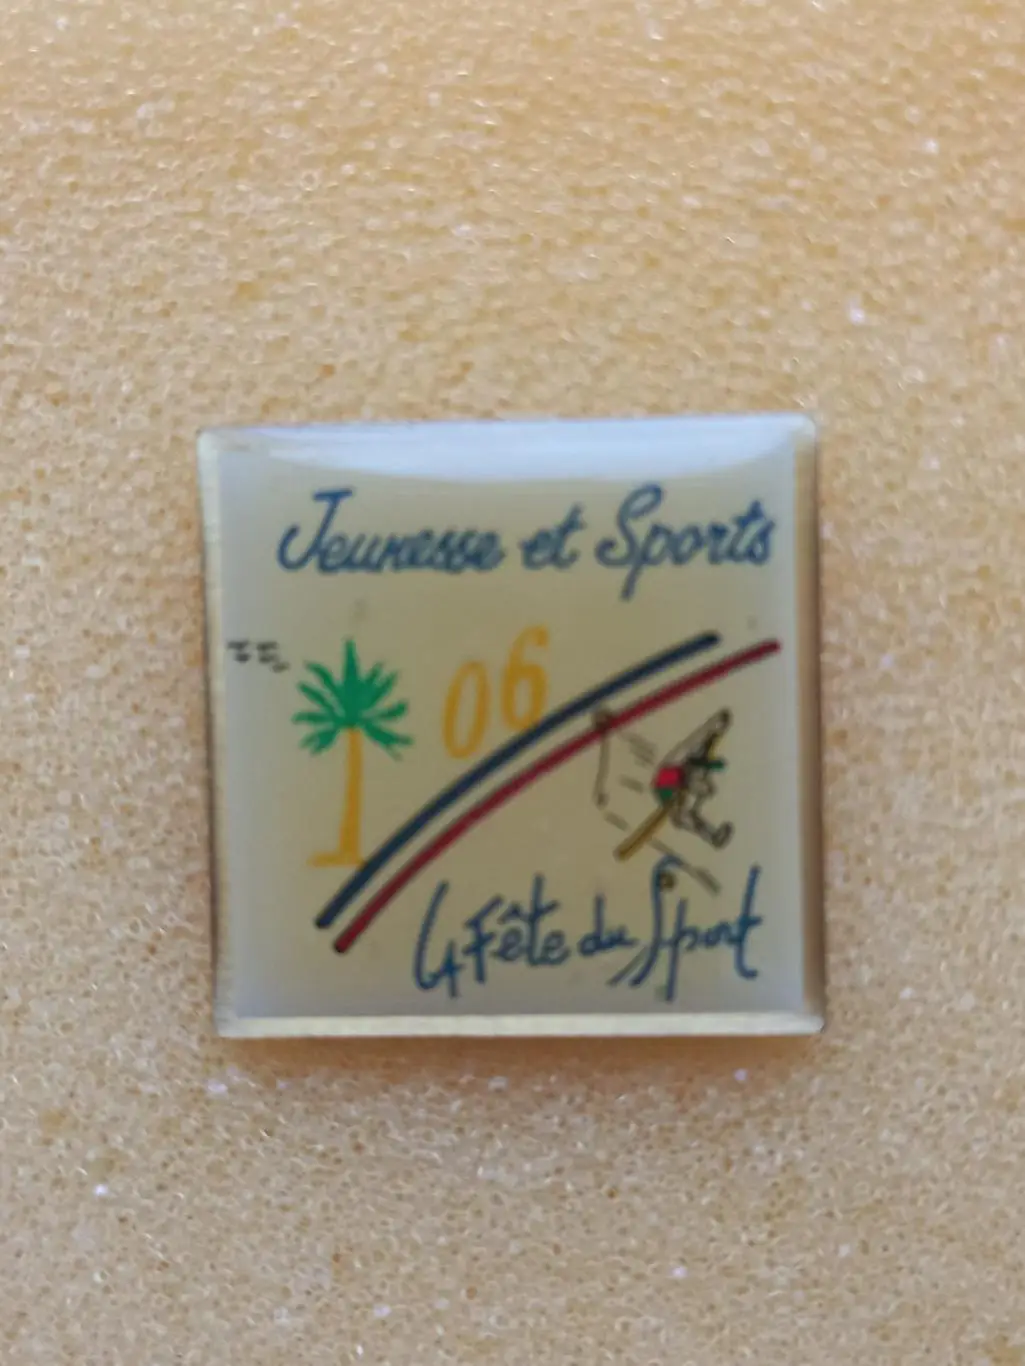 Jeunesse et Sports
06
La Fête du Sport